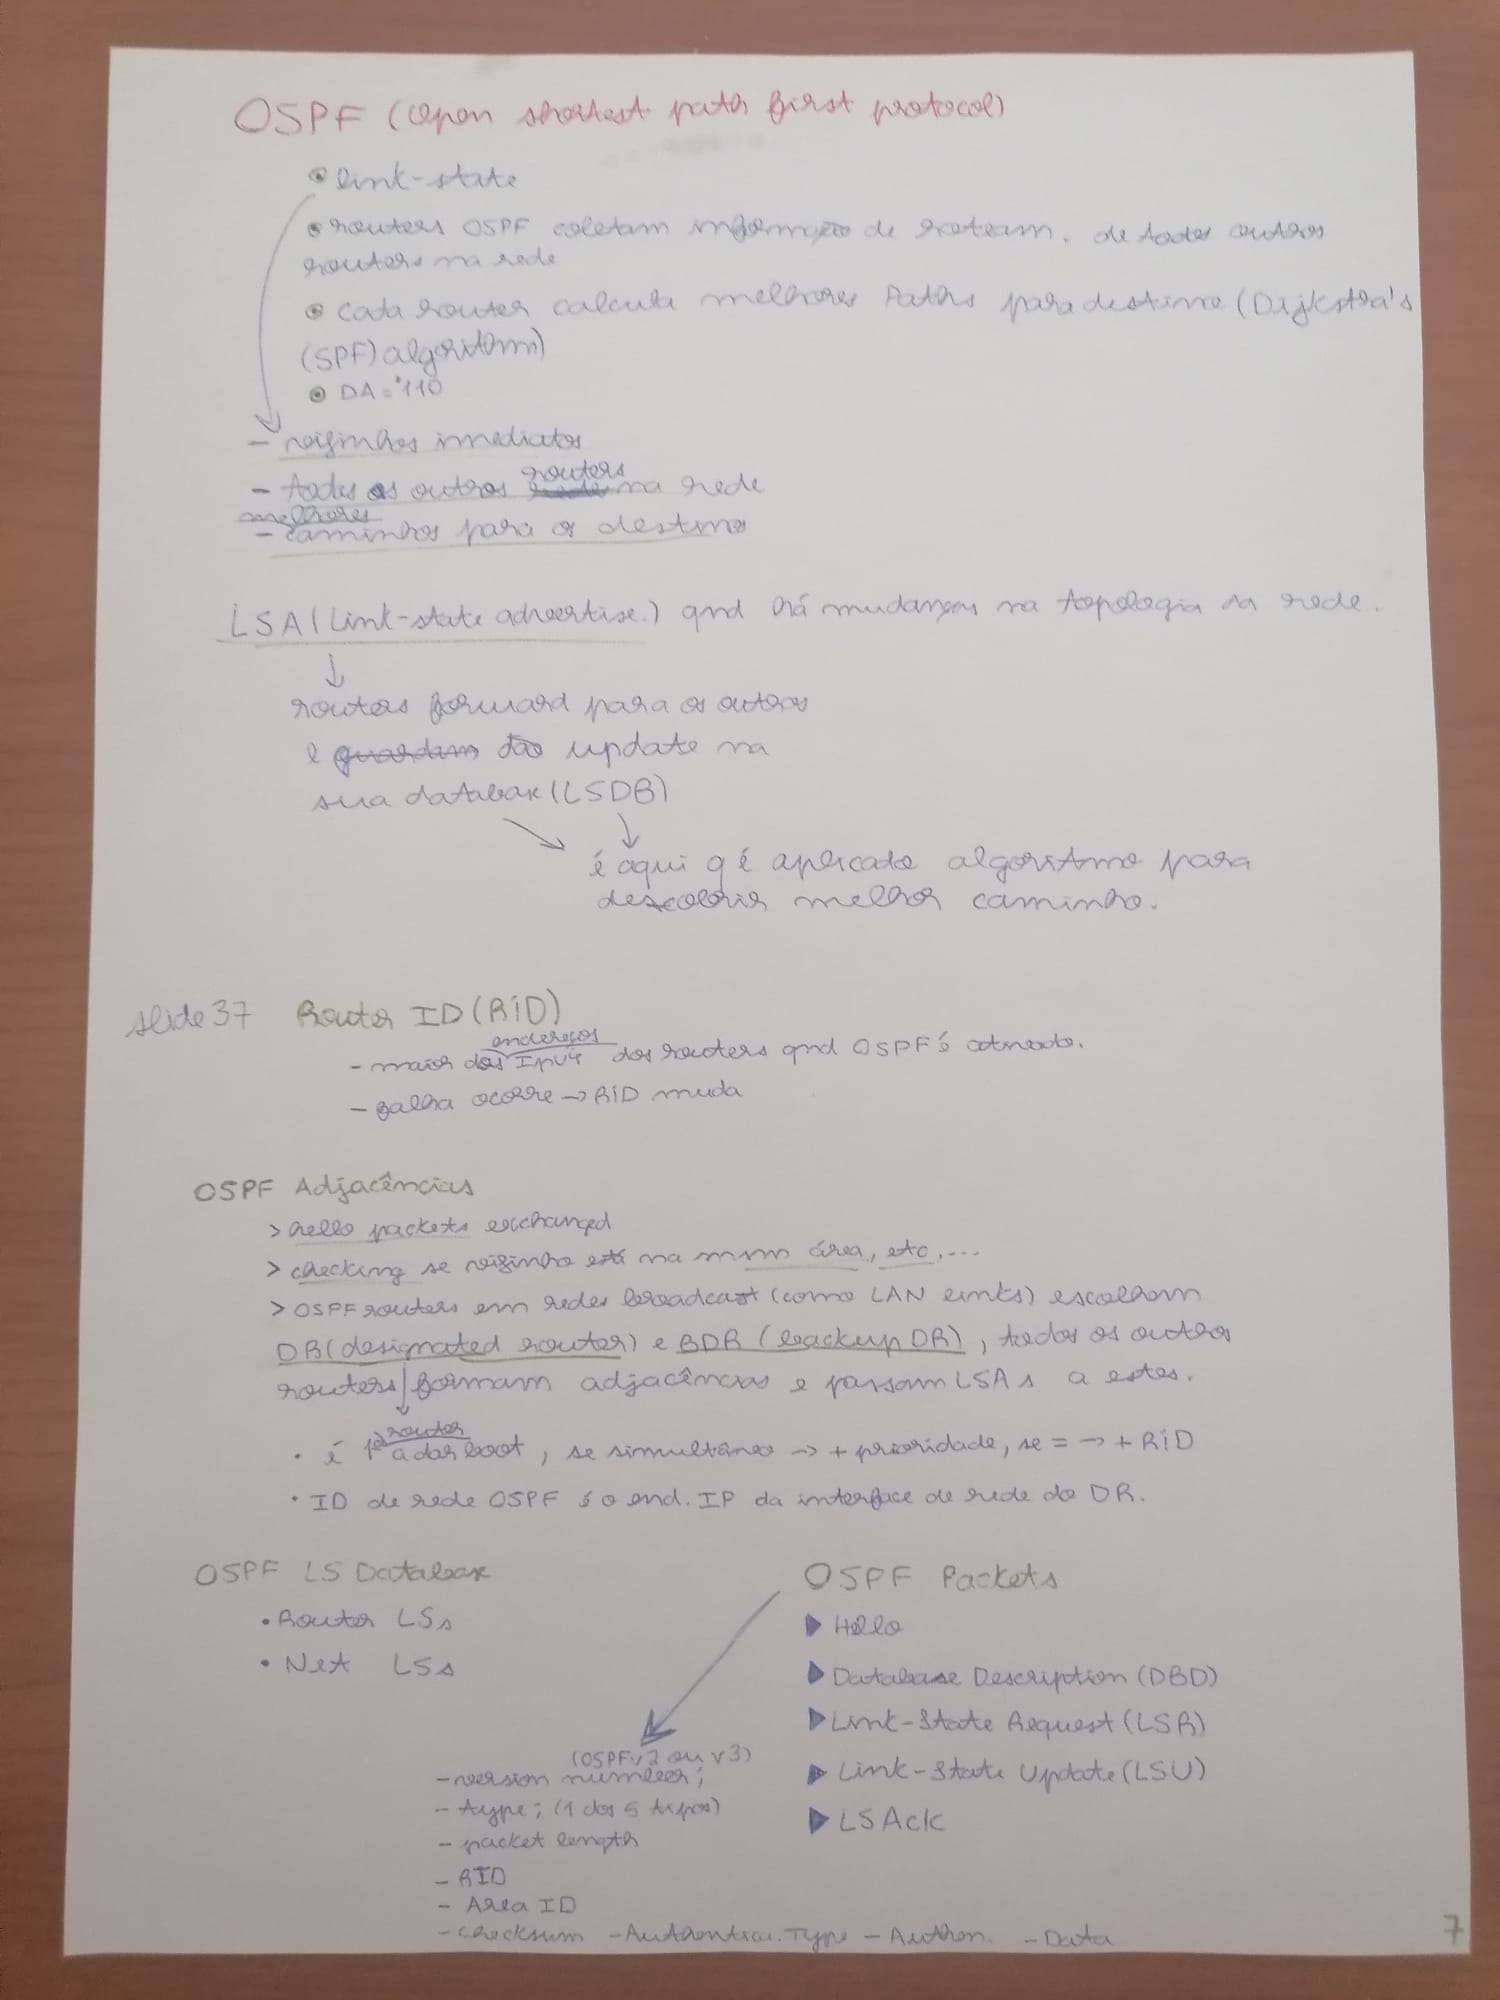 OSPF (Open shortest path first protocol)
link-state
routers OSPF coletam informação de roteam. de todos outros
routers na rede
cada router calcula melhores Paths para destino (Dijkstra's
(SPF) algorithm)
DA = 110
- vizinhos imediatos
routers
- todos os outros na rede
melhores
- caminhos para os destino
LSA (Link-state advertise.) qnd há mudanças na topologia da rede.
routers forward para os outros
e guardam dão update na
sua database (LSDB)
é aqui q é aplicado algoritmo para
descobrir melhor caminho.
slide 37 Router ID (RID)
endereços
- maior dos IPv4 dos routers qnd OSPF é ativado.
- falha ocorre → RID muda
OSPF Adjacências
> hello packets exchanged
> checking se vizinho está na msm área, etc, ...
> OSPF routers em redes broadcast (como LAN links) escolhem
DR (designated router) e BDR (backup DR), todos os outros
routers formam adjacências e passam LSAs a estes.
router
• é 1º a dar boot, se simultâneo → + prioridade, se = → + RID
• ID de rede OSPF é o end. IP da interface de rede do DR.
OSPF LS Database
• Router LSs
• Net LSs
OSPF Packets
Hello
Database Description (DBD)
Link-State Request (LSR)
Link-State Update (LSU)
LSAck
(OSPFv2 ou v3)
- version number;
- type; (1 dos 5 tipos)
- packet length
- RID
- Area ID
- checksum - Authentica. Type - Authen. - Data
7